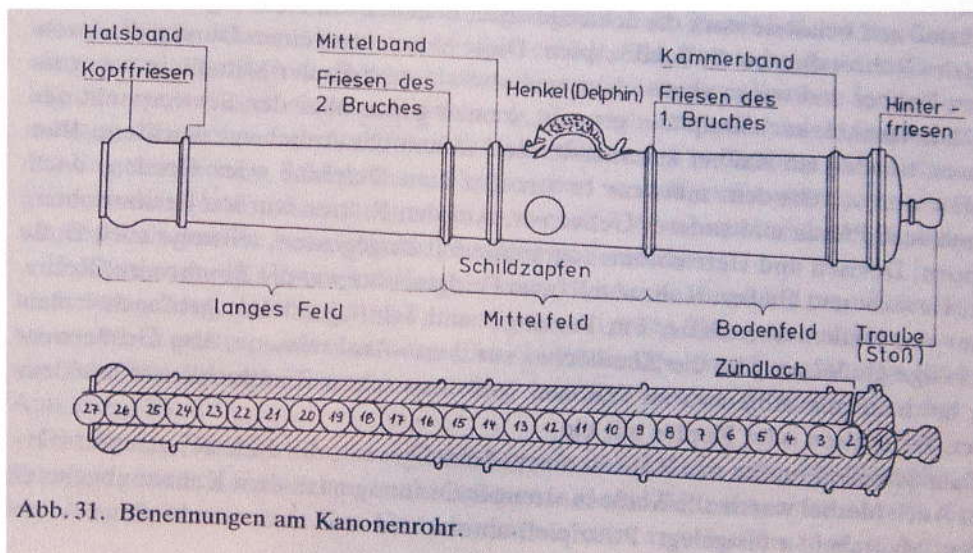 Halsband
Kopffriesen
Mittelband
Friesen des
2. Bruches
Henkel (Delphin)
Kammerband
Friesen des
1. Bruches
Hinter-
friesen
Schildzapfen
langes Feld
Mittelfeld
Bodenfeld
Traube
(Stoß)
Zündloch
27 26 25 24 23 22 21 20 19 18 17 16 15 14 13 12 11 10 9 8 7 6 5 4 3 2 1
Abb. 31. Benennungen am Kanonenrohr.